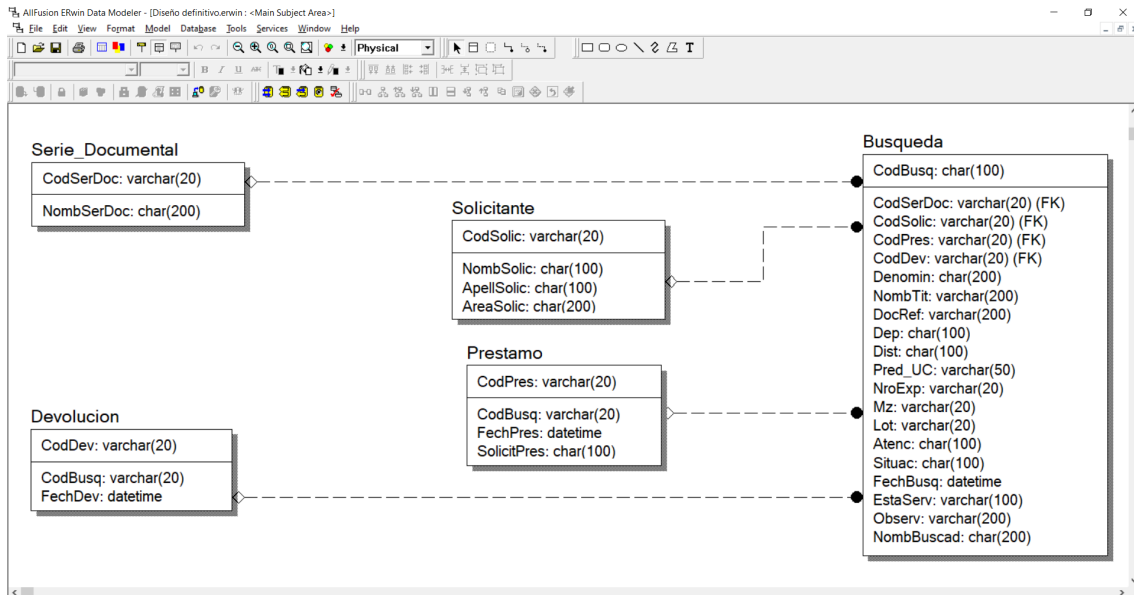 AllFusion ERwin Data Modeler - [Diseño definitivo.erwin : <Main Subject Area>]
File Edit View Format Model Database Tools Services Window Help
Physical
T
B I U ABC
Serie_Documental
CodSerDoc: varchar(20)
NombSerDoc: char(200)
Solicitante
CodSolic: varchar(20)
NombSolic: char(100)
ApellSolic: char(100)
AreaSolic: char(200)
Prestamo
CodPres: varchar(20)
CodBusq: varchar(20)
FechPres: datetime
SolicitPres: char(100)
Devolucion
CodDev: varchar(20)
CodBusq: varchar(20)
FechDev: datetime
Busqueda
CodBusq: char(100)
CodSerDoc: varchar(20) (FK)
CodSolic: varchar(20) (FK)
CodPres: varchar(20) (FK)
CodDev: varchar(20) (FK)
Denomin: char(200)
NombTit: varchar(200)
DocRef: varchar(200)
Dep: char(100)
Dist: char(100)
Pred_UC: varchar(50)
NroExp: varchar(20)
Mz: varchar(20)
Lot: varchar(20)
Atenc: char(100)
Situac: char(100)
FechBusq: datetime
EstaServ: varchar(100)
Observ: varchar(200)
NombBuscad: char(200)